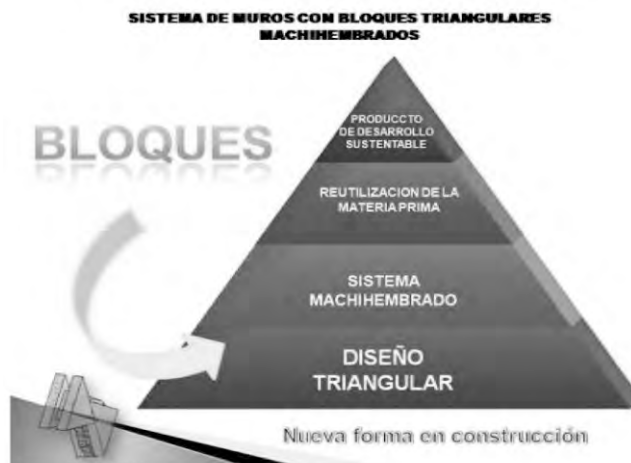 SISTEMA DE MUROS CON BLOQUES TRIANGULARES
MACHIHEMBRADOS
BLOQUES
PRODUCCTO
DE DESARROLLO
SUSTENTABLE
REUTILIZACION DE LA
MATERIA PRIMA
SISTEMA
MACHIHEMBRADO
DISEÑO
TRIANGULAR
Nueva forma en construcción